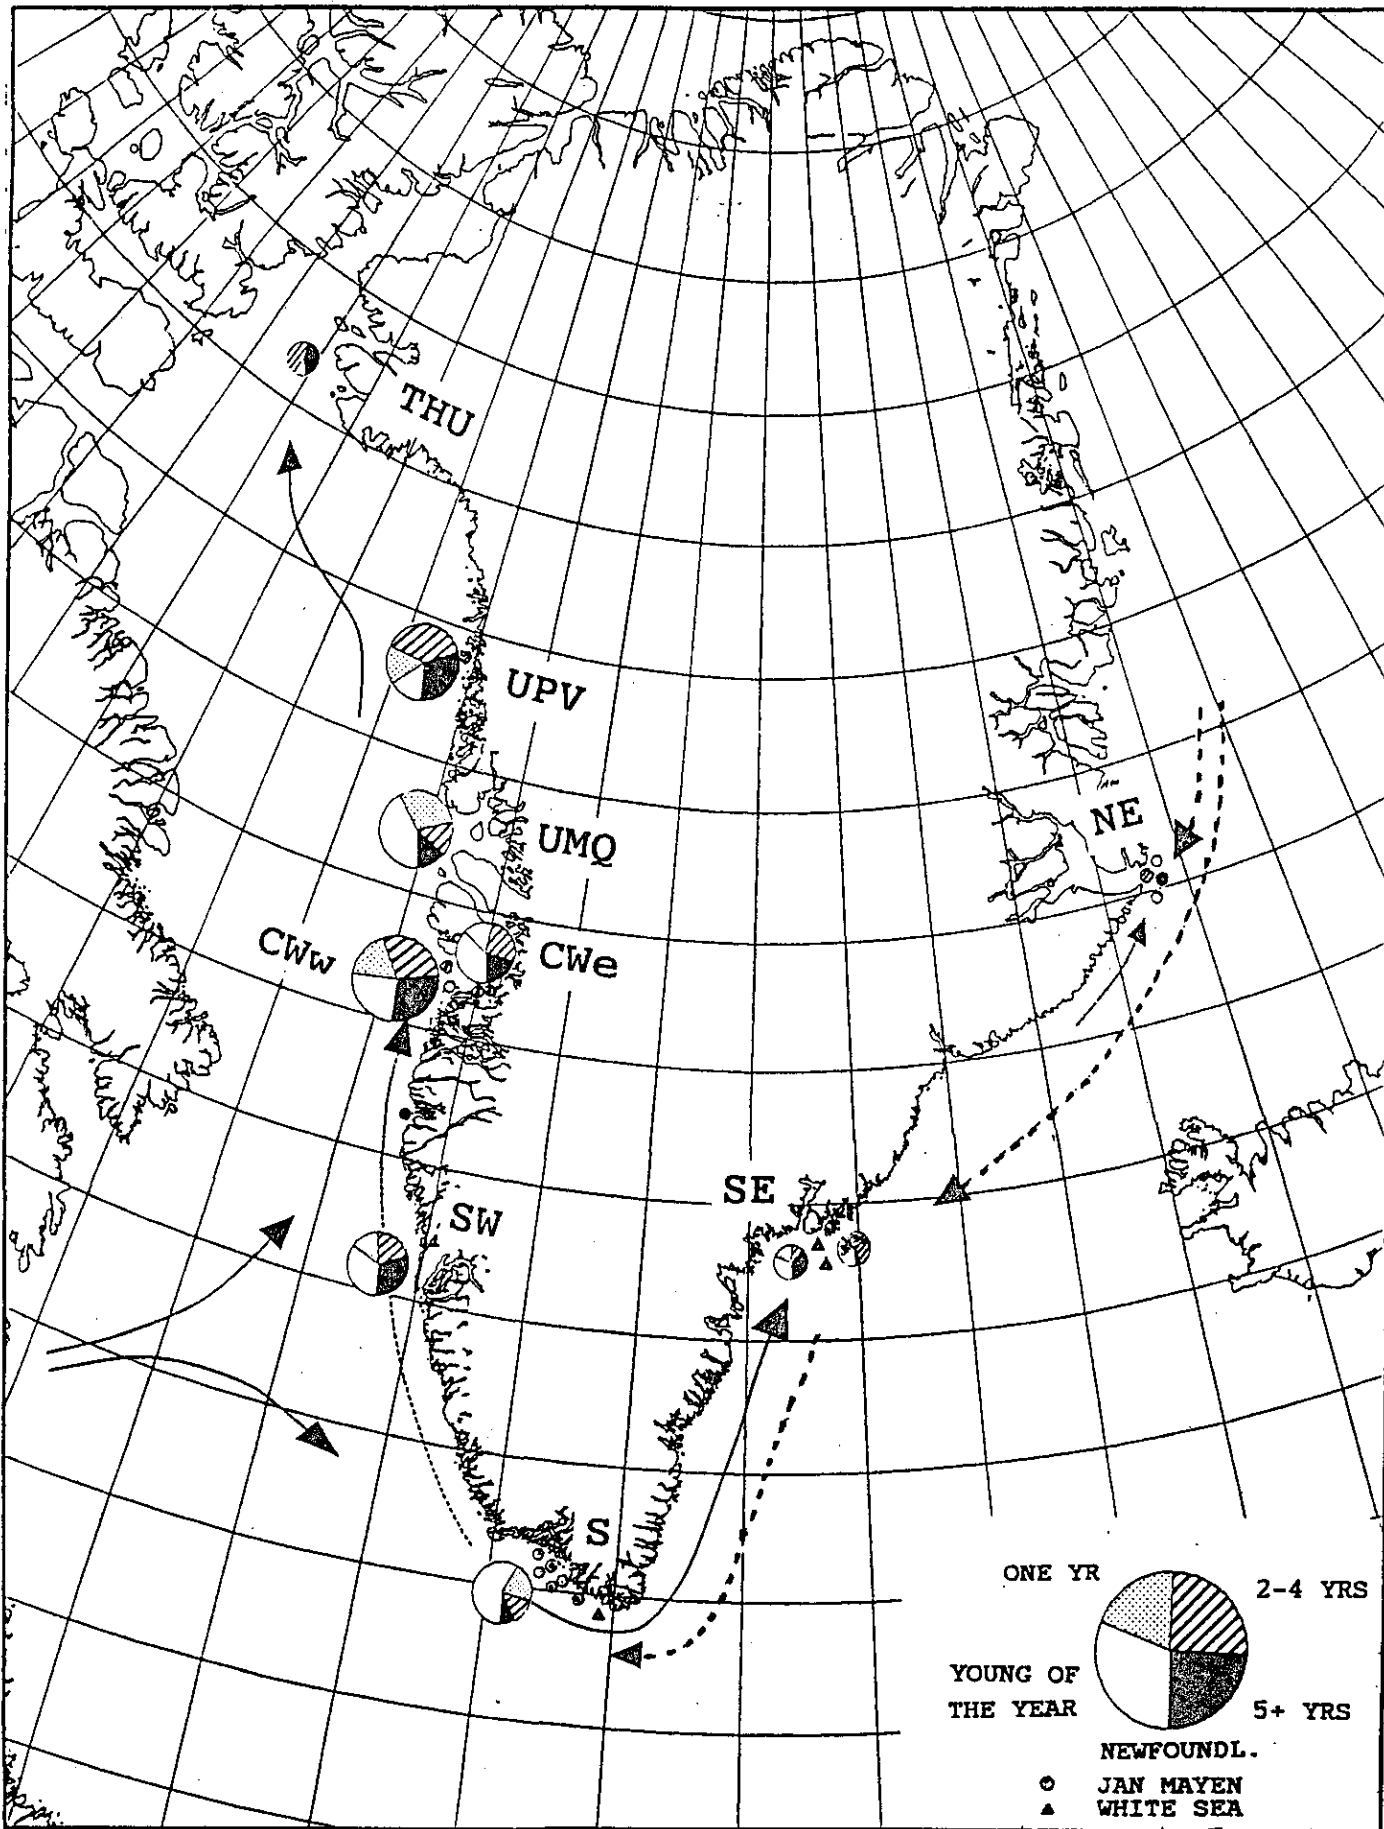 THU
UPV
NE
UMQ
CWw
CWe
SE
SW
S
ONE YR
2-4 YRS
YOUNG OF
THE YEAR
5+ YRS
NEWFOUNDL.
JAN MAYEN
WHITE SEA